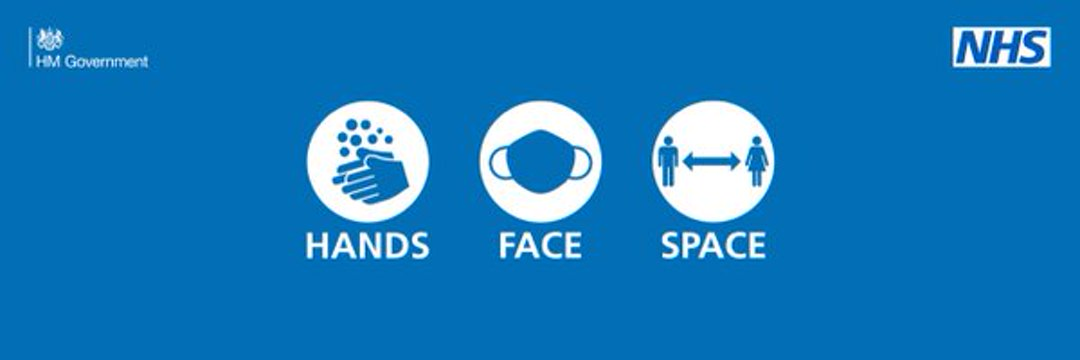 HM Government
NHS
HANDS
FACE
SPACE